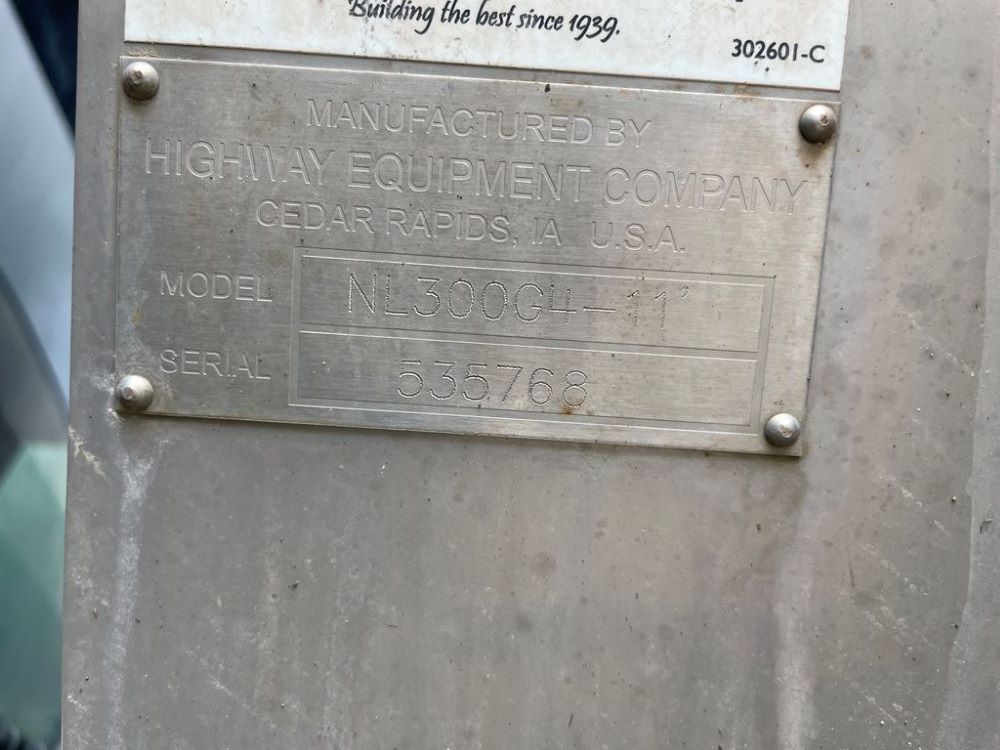 Building the best since 1939.
302601-C
MANUFACTURED BY
HIGHWAY EQUIPMENT COMPANY
CEDAR RAPIDS, IA U.S.A.
MODEL NL300G4-11'
SERIAL 535768